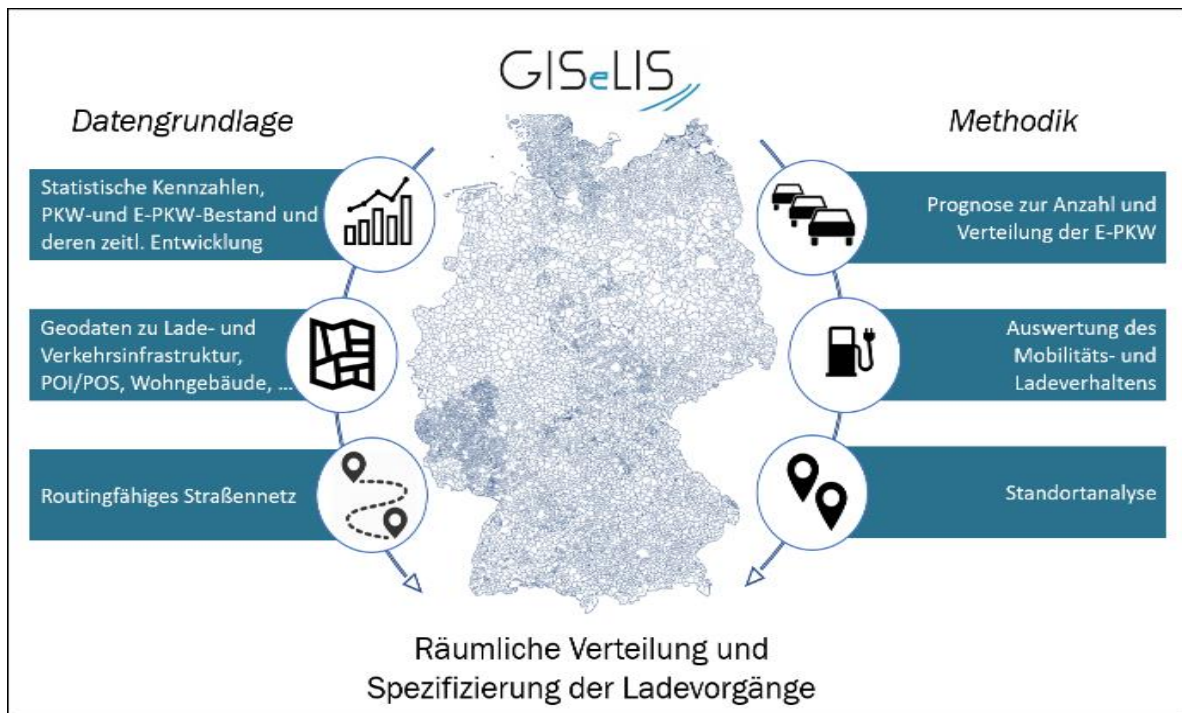 GISeLIS
Datengrundlage
Statistische Kennzahlen,
PKW-und E-PKW-Bestand und
deren zeitl. Entwicklung
Geodaten zu Lade- und
Verkehrsinfrastruktur,
POI/POS, Wohngebäude, ...
Routingfähiges Straßennetz
Methodik
Prognose zur Anzahl und
Verteilung der E-PKW
Auswertung des
Mobilitäts- und
Ladeverhaltens
Standortanalyse
Räumliche Verteilung und
Spezifizierung der Ladevorgänge